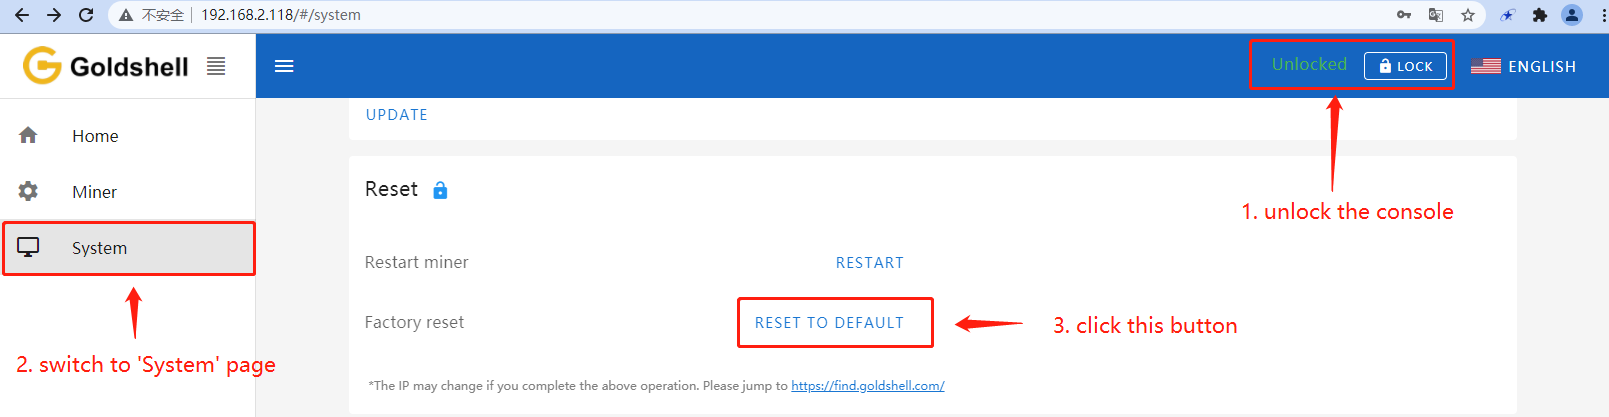 不安全 | 192.168.2.118/#/system
Goldshell
Unlocked LOCK ENGLISH
UPDATE
Home
Miner
System
Reset
1. unlock the console
Restart miner RESTART
Factory reset RESET TO DEFAULT
3. click this button
2. switch to 'System' page
*The IP may change if you complete the above operation. Please jump to https://find.goldshell.com/